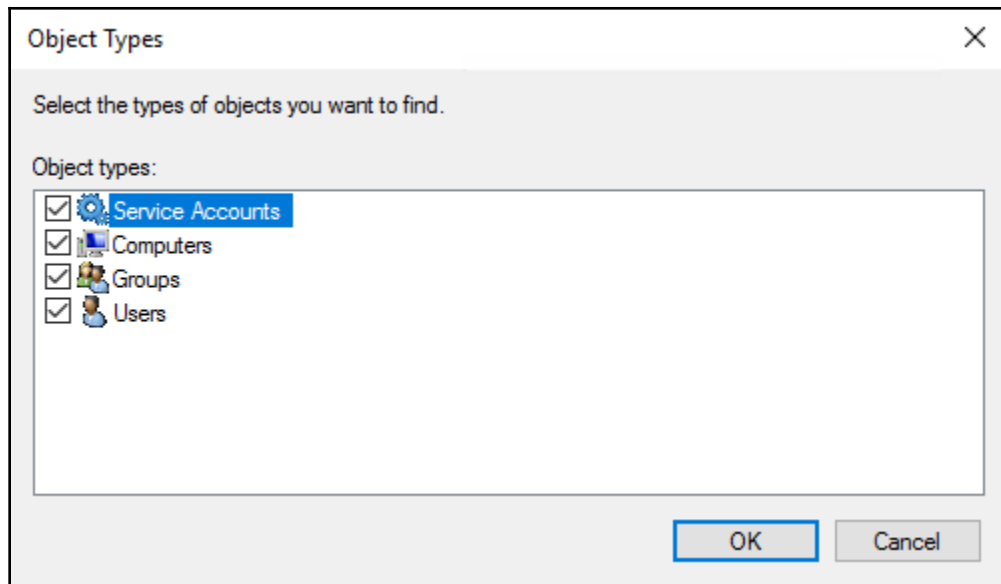 Object Types
Select the types of objects you want to find.
Object types:
Service Accounts
Computers
Groups
Users
OK
Cancel